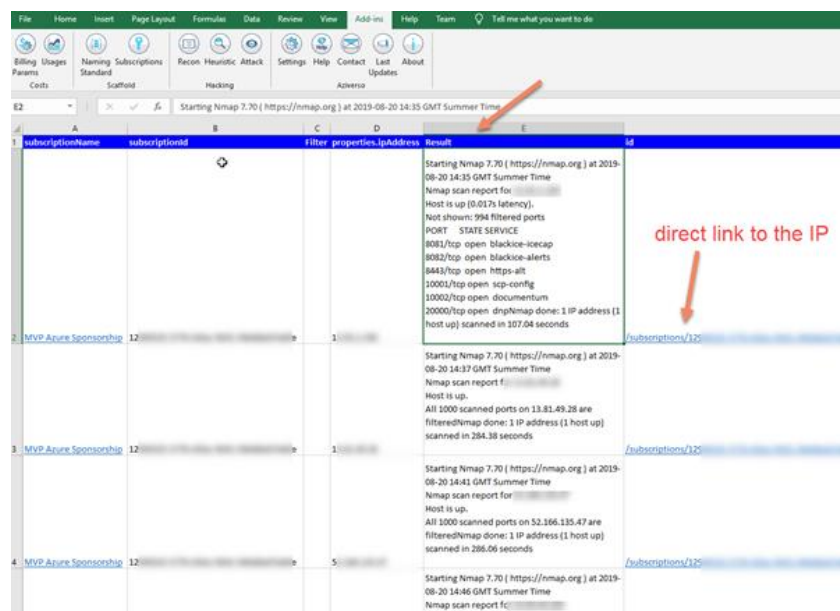 File Home Insert Page Layout Formulas Data Review View Add-ins Help Team Tell me what you want to do
Billing Usages Naming Subscriptions Recon Heuristic Attack Settings Help Contact Last About
Params Standard Updates
Costs Scaffold Hacking Aziverso
E2 fx Starting Nmap 7.70 ( https://nmap.org ) at 2019-08-20 14:35 GMT Summer Time
A B C D E
1 subscriptionName subscriptionId Filter properties.ipAddress Result id
Starting Nmap 7.70 ( https://nmap.org ) at 2019-
08-20 14:35 GMT Summer Time
Nmap scan report for
Host is up (0.017s latency).
Not shown: 994 filtered ports
PORT STATE SERVICE
8081/tcp open blackice-icecap
8082/tcp open blackice-alerts
8443/tcp open https-alt
10001/tcp open scp-config
10002/tcp open documentum
20000/tcp open dnpNmap done: 1 IP address (1
host up) scanned in 107.04 seconds
direct link to the IP
2 MVP Azure Sponsorship 12 e 1 /subscriptions/129
Starting Nmap 7.70 ( https://nmap.org ) at 2019-
08-20 14:37 GMT Summer Time
Nmap scan report f
Host is up.
All 1000 scanned ports on 13.81.49.28 are
filteredNmap done: 1 IP address (1 host up)
scanned in 284.38 seconds
3 MVP Azure Sponsorship 12 e 1 /subscriptions/129
Starting Nmap 7.70 ( https://nmap.org ) at 2019-
08-20 14:41 GMT Summer Time
Nmap scan report for
Host is up.
All 1000 scanned ports on 52.166.135.47 are
filteredNmap done: 1 IP address (1 host up)
scanned in 286.06 seconds
4 MVP Azure Sponsorship 12 e 5 /subscriptions/129
Starting Nmap 7.70 ( https://nmap.org ) at 2019-
08-20 14:46 GMT Summer Time
Nmap scan report fo